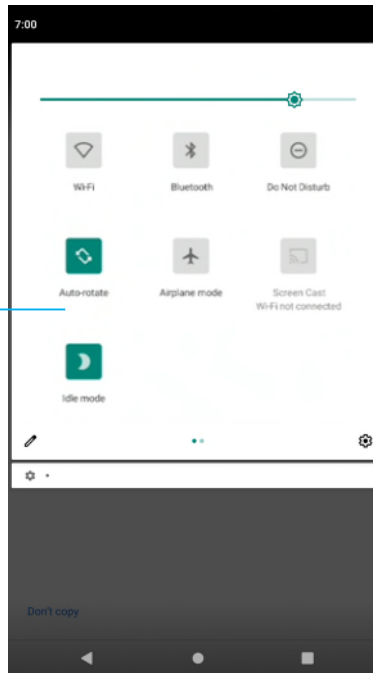 7:00
Wi-Fi
Bluetooth
Do Not Disturb
Auto-rotate
Airplane mode
Screen Cast
Wi-Fi not connected
Idle mode
Don't copy